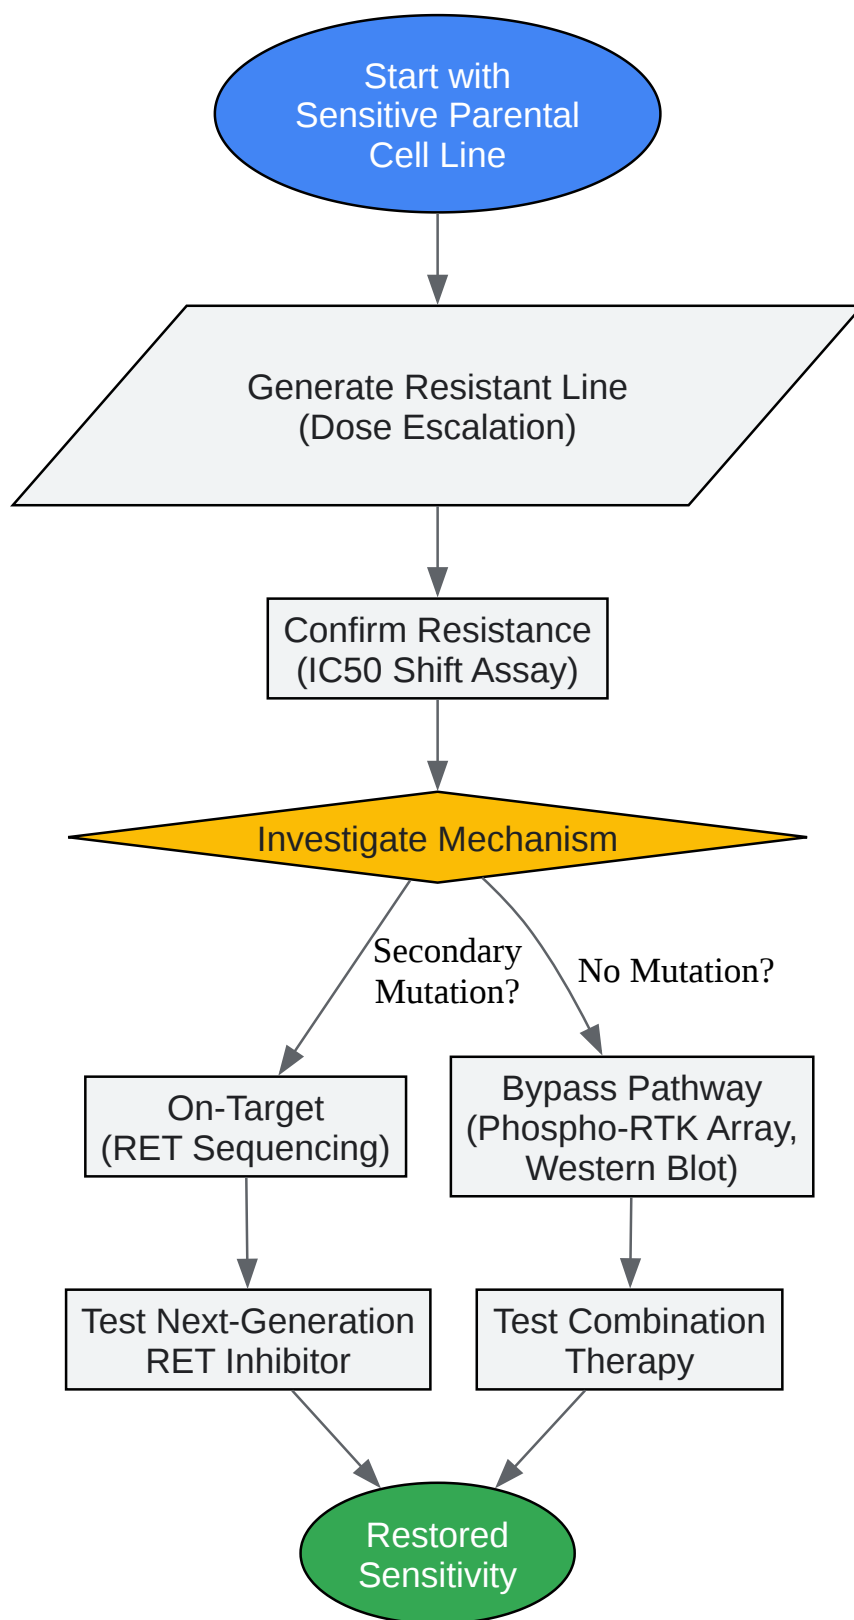 Start with
Sensitive Parental
Cell Line
Generate Resistant Line
(Dose Escalation)
Confirm Resistance
(IC50 Shift Assay)
Investigate Mechanism
Secondary
Mutation?
No Mutation?
On-Target
(RET Sequencing)
Bypass Pathway
(Phospho-RTK Array,
Western Blot)
Test Next-Generation
RET Inhibitor
Test Combination
Therapy
Restored
Sensitivity